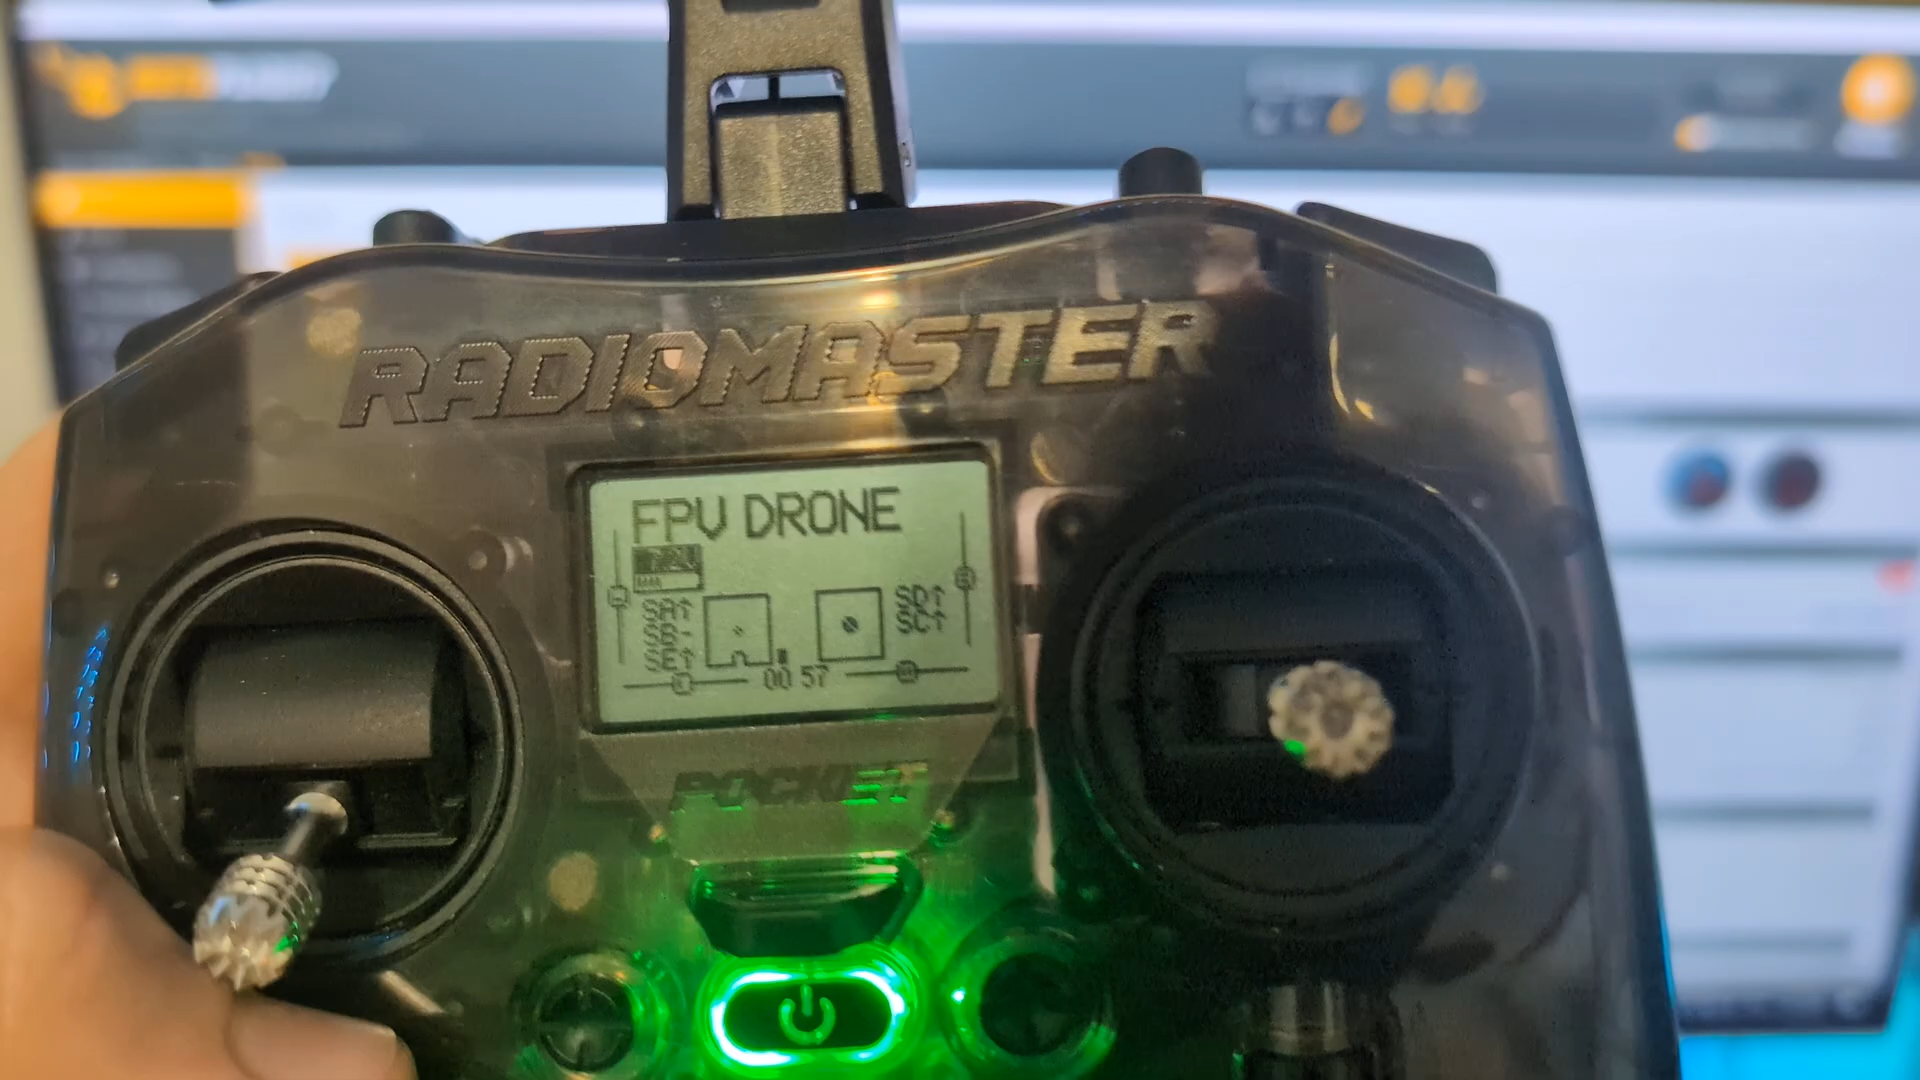 RADIOMASTER
FPV DRONE
SA↑
SB-
SE↑
SD↑
SC↑
00:57
POCKET